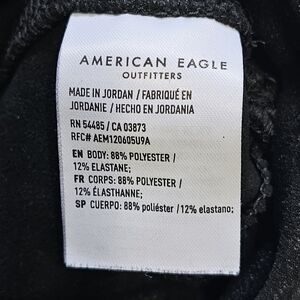 AMERICAN EAGLE
OUTFITTERS
MADE IN JORDAN / FABRIQUÉ EN
JORDANIE / HECHO EN JORDANIA
RN 54485 / CA 03873
RFC# AEM120605U9A
EN BODY: 88% POLYESTER /
12% ELASTANE;
FR CORPS: 88% POLYESTER /
12% ÉLASTHANNE;
SP CUERPO: 88% poliéster / 12% elastano;